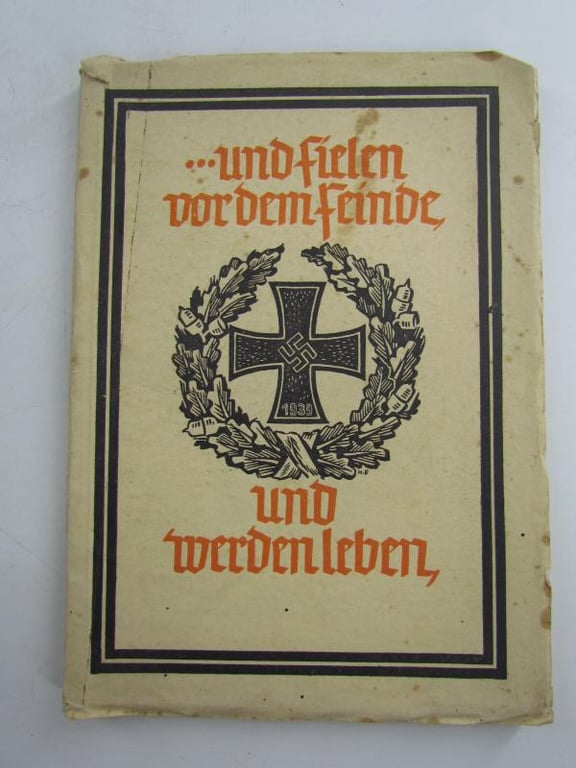 ...und fielen
vor dem Feinde,
1939
H.E
und
werden leben,